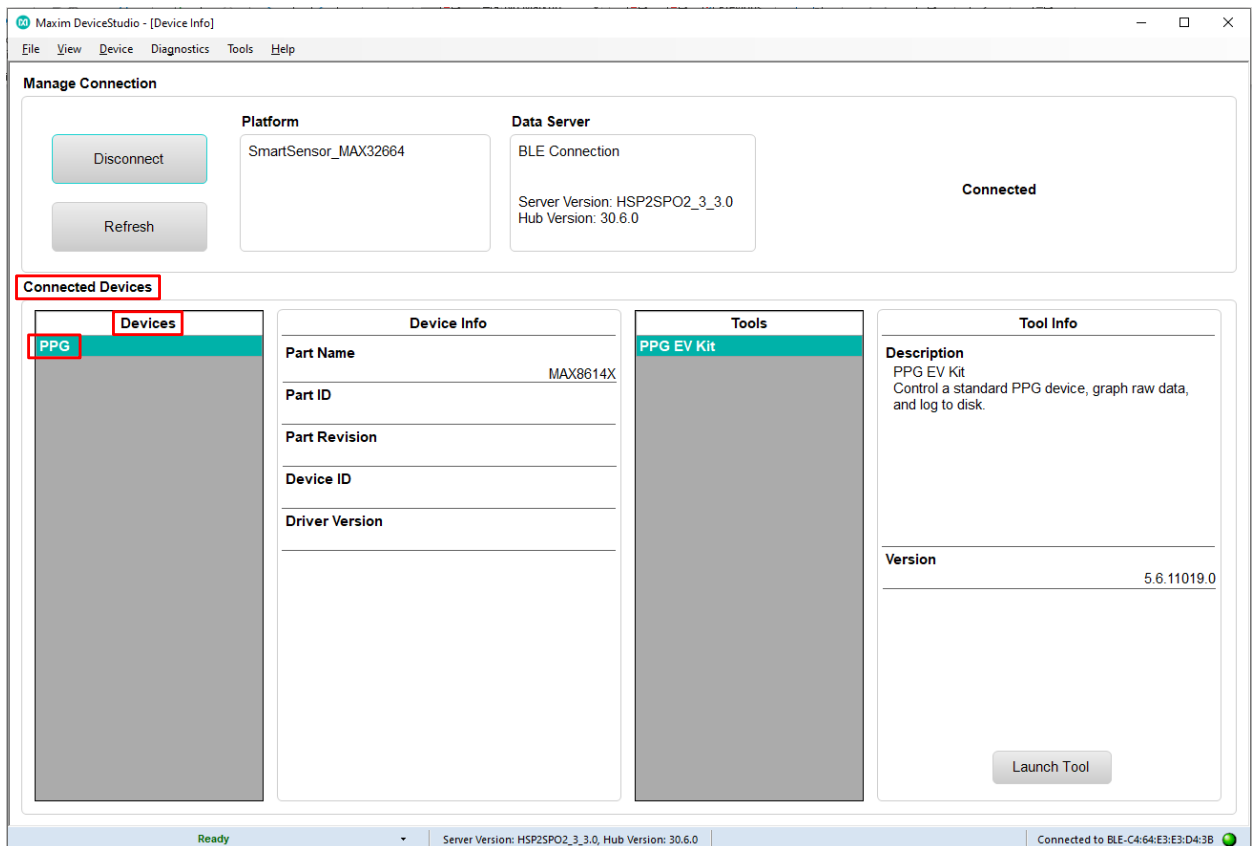 Maxim DeviceStudio - [Device Info]
File View Device Diagnostics Tools Help
Manage Connection
Disconnect
Refresh
Platform
SmartSensor_MAX32664
Data Server
BLE Connection
Server Version: HSP2SPO2_3_3.0
Hub Version: 30.6.0
Connected
Connected Devices
Devices
PPG
Device Info
Part Name
MAX8614X
Part ID
Part Revision
Device ID
Driver Version
Tools
PPG EV Kit
Tool Info
Description
PPG EV Kit
Control a standard PPG device, graph raw data,
and log to disk.
Version
5.6.11019.0
Launch Tool
Ready
Server Version: HSP2SPO2_3_3.0, Hub Version: 30.6.0
Connected to BLE-C4:64:E3:E3:D4:3B